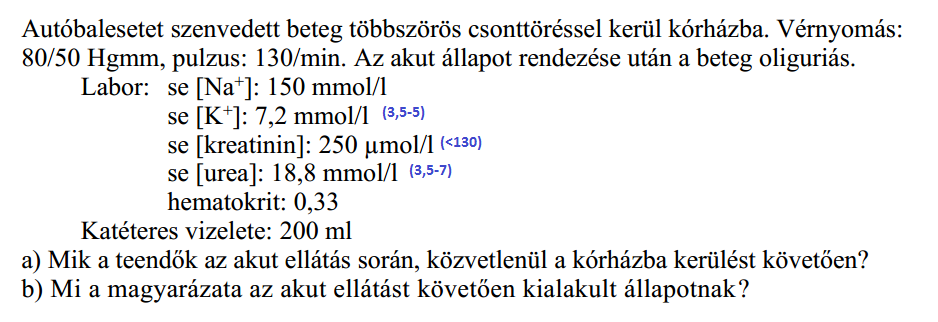 Autóbalesetet szenvedett beteg többszörös csonttöréssel kerül kórházba. Vérnyomás:
80/50 Hgmm, pulzus: 130/min. Az akut állapot rendezése után a beteg oliguriás.
Labor: se [Na⁺]: 150 mmol/l
se [K⁺]: 7,2 mmol/l (3,5-5)
se [kreatinin]: 250 µmol/l (<130)
se [urea]: 18,8 mmol/l (3,5-7)
hematokrit: 0,33
Katéteres vizelete: 200 ml
a) Mik a teendők az akut ellátás során, közvetlenül a kórházba kerülést követően?
b) Mi a magyarázata az akut ellátást követően kialakult állapotnak?